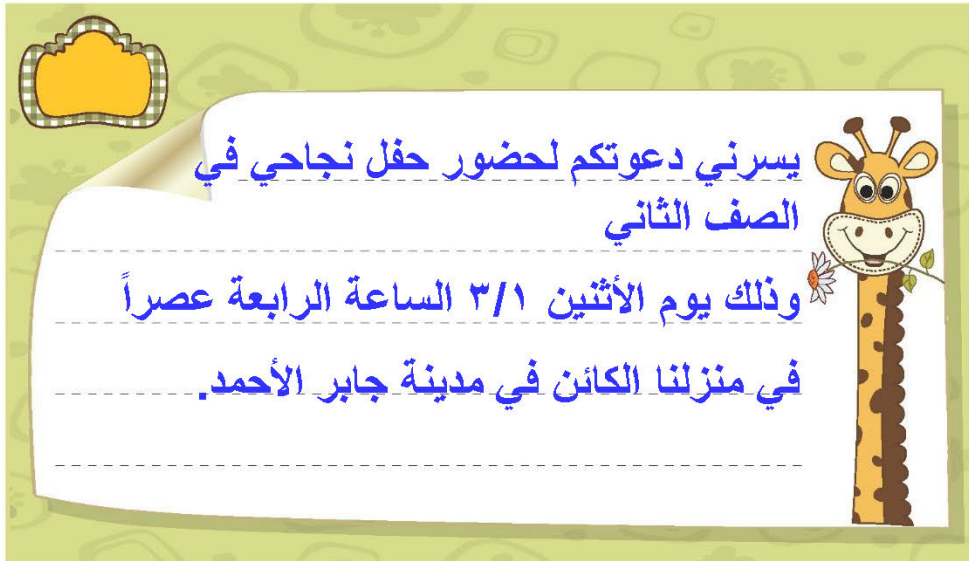 يسرني دعوتكم لحضور حفل نجاحي في
الصف الثاني
وذلك يوم الأثنين ٣/١ الساعة الرابعة عصراً
في منزلنا الكائن في مدينة جابر الأحمد.